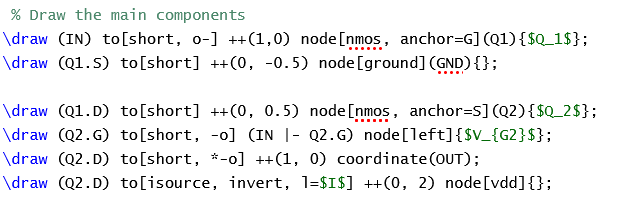 % Draw the main components
\draw (IN) to[short, o-] ++(1,0) node[nmos, anchor=G](Q1){$Q_1$};
\draw (Q1.S) to[short] ++(0, -0.5) node[ground](GND){};
\draw (Q1.D) to[short] ++(0, 0.5) node[nmos, anchor=S](Q2){$Q_2$};
\draw (Q2.G) to[short, -o] (IN |- Q2.G) node[left]{$V_{G2}$};
\draw (Q2.D) to[short, *-o] ++(1, 0) coordinate(OUT);
\draw (Q2.D) to[isource, invert, l=$I$] ++(0, 2) node[vdd]{};